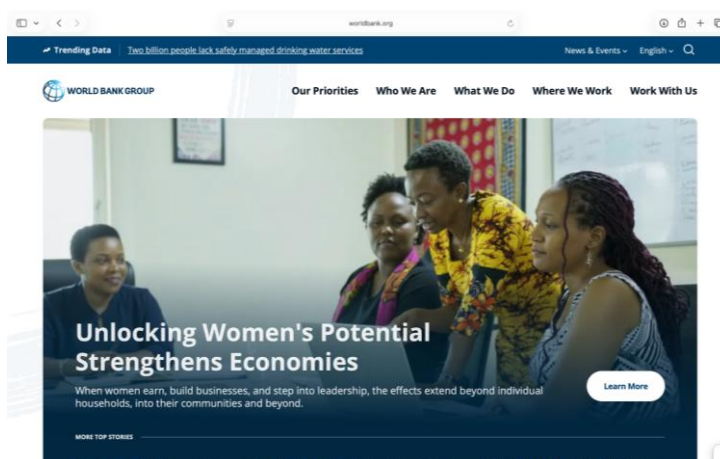 worldbank.org
Trending Data Two billion people lack safely managed drinking water services News & Events English
WORLD BANK GROUP Our Priorities Who We Are What We Do Where We Work Work With Us
Unlocking Women's Potential
Strengthens Economies
When women earn, build businesses, and step into leadership, the effects extend beyond individual
households, into their communities and beyond.
Learn More
MORE TOP STORIES